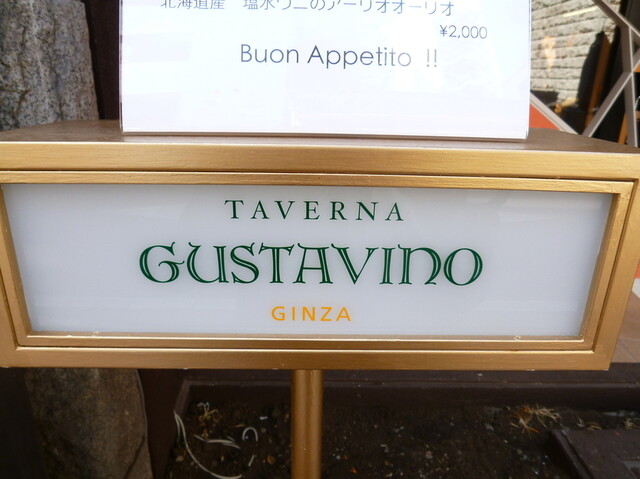 北海道産　塩水ウニのアーリオオーリオ
¥2,000
Buon Appetito !!
TAVERNA
GUSTAVINO
GINZA